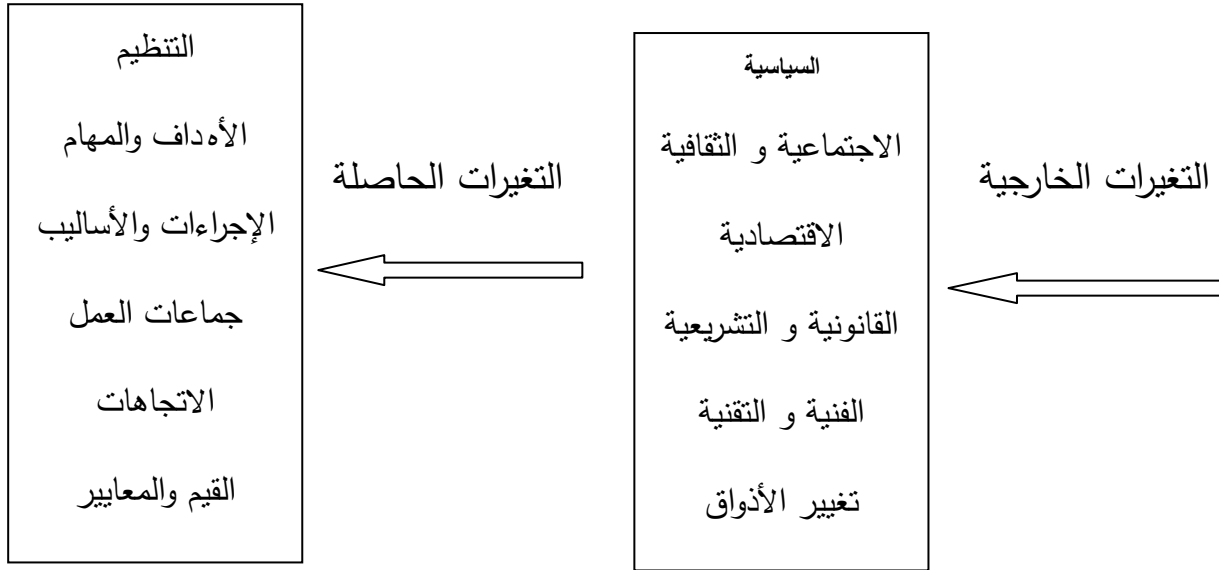 التغيرات الخارجية
السياسية
الاجتماعية و الثقافية
الاقتصادية
القانونية و التشريعية
الفنية و التقنية
تغيير الأذواق
التغيرات الحاصلة
التنظيم
الأهداف والمهام
الإجراءات والأساليب
جماعات العمل
الاتجاهات
القيم والمعايير